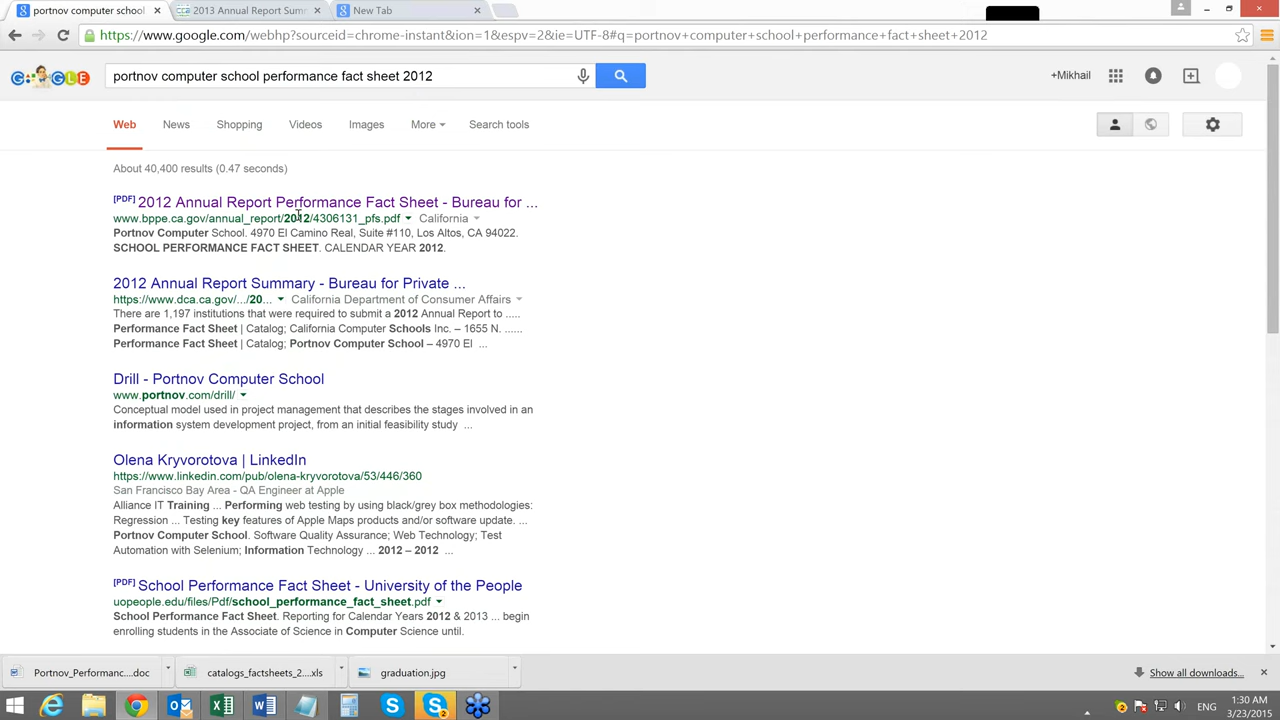 portnov computer school
2013 Annual Report Summ
New Tab
https://www.google.com/webhp?sourceid=chrome-instant&ion=1&espv=2&ie=UTF-8#q=portnov+computer+school+performance+fact+sheet+2012
GOOGLE
portnov computer school performance fact sheet 2012
+Mikhail
Web
News
Shopping
Videos
Images
More
Search tools
About 40,400 results (0.47 seconds)
[PDF] 2012 Annual Report Performance Fact Sheet - Bureau for ...
www.bppe.ca.gov/annual_report/2012/4306131_pfs.pdf California
Portnov Computer School. 4970 El Camino Real, Suite #110, Los Altos, CA 94022.
SCHOOL PERFORMANCE FACT SHEET. CALENDAR YEAR 2012.
2012 Annual Report Summary - Bureau for Private ...
https://www.dca.ca.gov/.../20... California Department of Consumer Affairs
There are 1,197 institutions that were required to submit a 2012 Annual Report to .....
Performance Fact Sheet | Catalog; California Computer Schools Inc. – 1655 N. ......
Performance Fact Sheet | Catalog; Portnov Computer School – 4970 El ...
Drill - Portnov Computer School
www.portnov.com/drill/
Conceptual model used in project management that describes the stages involved in an
information system development project, from an initial feasibility study ...
Olena Kryvorotova | LinkedIn
https://www.linkedin.com/pub/olena-kryvorotova/53/446/360
San Francisco Bay Area - QA Engineer at Apple
Alliance IT Training ... Performing web testing by using black/grey box methodologies:
Regression ... Testing key features of Apple Maps products and/or software update. ...
Portnov Computer School. Software Quality Assurance; Web Technology; Test
Automation with Selenium; Information Technology ... 2012 – 2012 ...
[PDF] School Performance Fact Sheet - University of the People
uopeople.edu/files/Pdf/school_performance_fact_sheet.pdf
School Performance Fact Sheet. Reporting for Calendar Years 2012 & 2013 ... begin
enrolling students in the Associate of Science in Computer Science until.
Portnov_Performanc....doc
catalogs_factsheets_2....xls
graduation.jpg
Show all downloads...
ENG
1:30 AM
3/23/2015